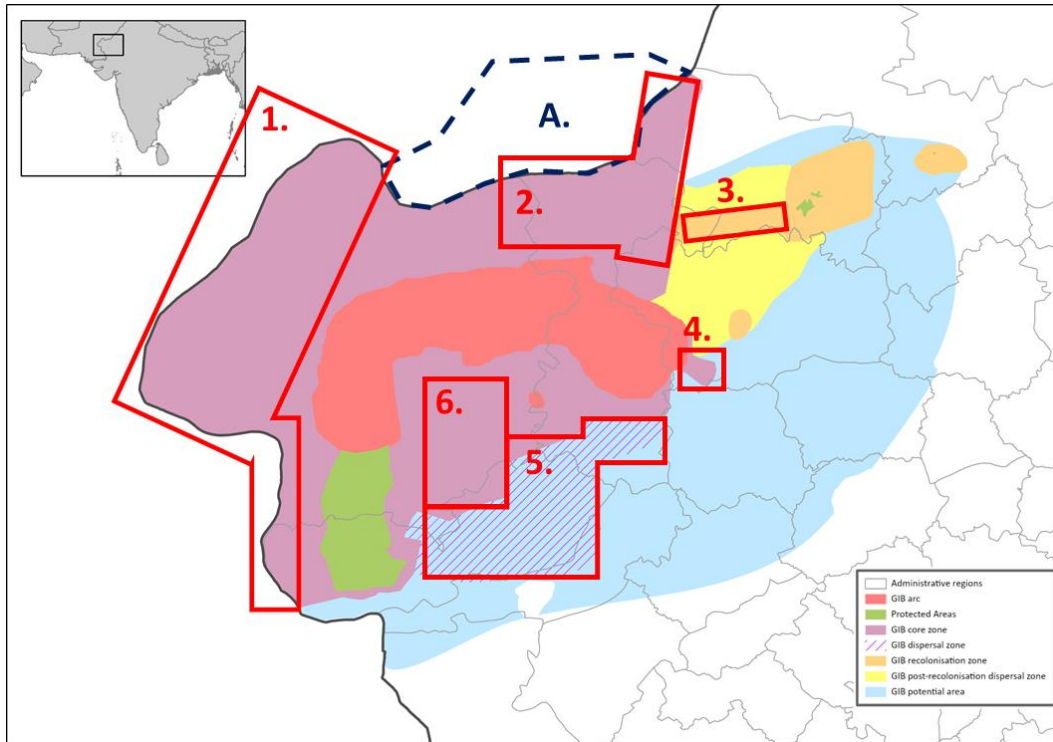 1.
A.
2.
3.
4.
6.
5.
Administrative regions
GIB arc
Protected Areas
GIB core zone
GIB dispersal zone
GIB recolonisation zone
GIB post-recolonisation dispersal zone
GIB potential area